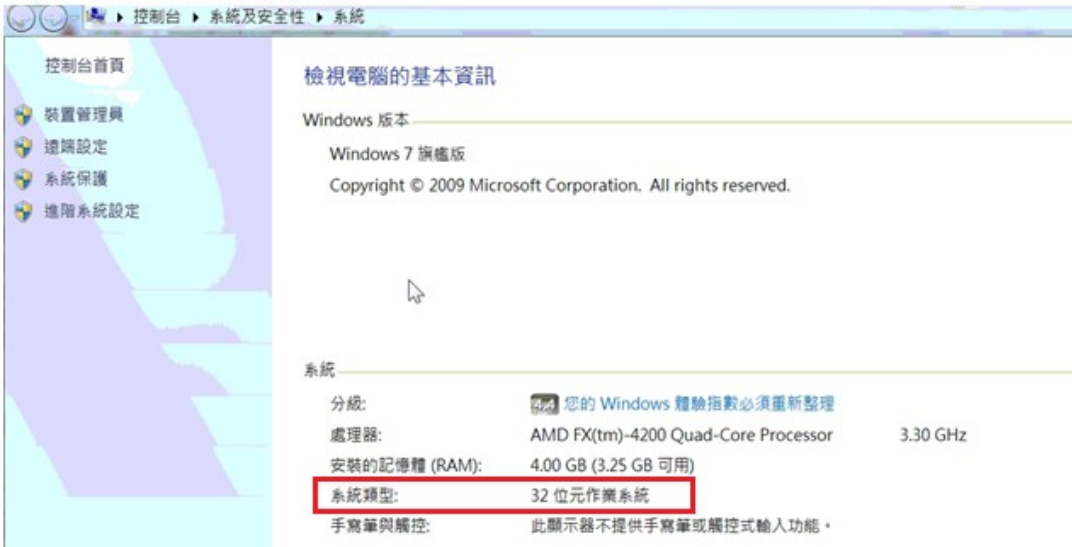 控制台 ▸ 系統及安全性 ▸ 系統
控制台首頁
裝置管理員
遠端設定
系統保護
進階系統設定
檢視電腦的基本資訊
Windows 版本
Windows 7 旗艦版
Copyright © 2009 Microsoft Corporation. All rights reserved.
系統
分級: 4.4 您的 Windows 體驗指數必須重新整理
處理器: AMD FX(tm)-4200 Quad-Core Processor 3.30 GHz
安裝的記憶體 (RAM): 4.00 GB (3.25 GB 可用)
系統類型: 32 位元作業系統
手寫筆與觸控: 此顯示器不提供手寫筆或觸控式輸入功能。